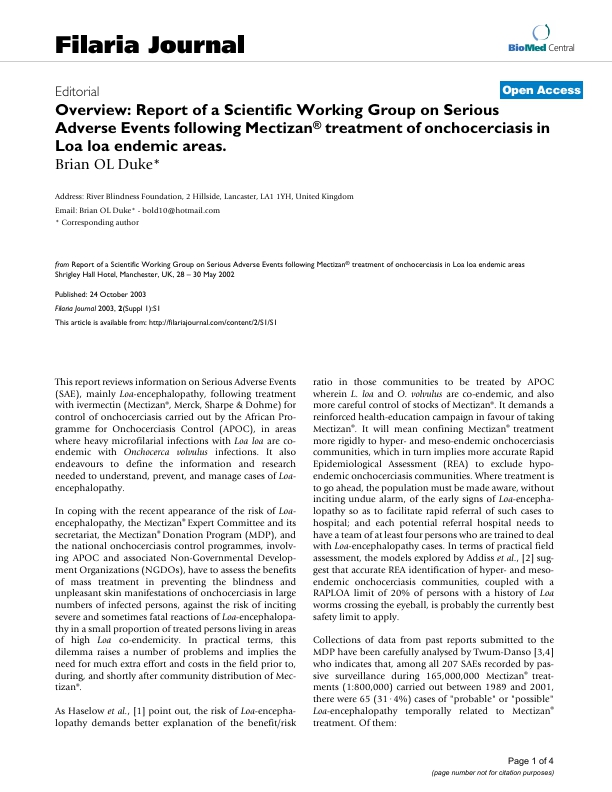 Filaria Journal
BioMed Central
Editorial
Open Access
Overview: Report of a Scientific Working Group on Serious
Adverse Events following Mectizan® treatment of onchocerciasis in
Loa loa endemic areas.
Brian OL Duke*
Address: River Blindness Foundation, 2 Hillside, Lancaster, LA1 1YH, United Kingdom
Email: Brian OL Duke* - bold10@hotmail.com
* Corresponding author
from Report of a Scientific Working Group on Serious Adverse Events following Mectizan® treatment of onchocerciasis in Loa loa endemic areas
Shrigley Hall Hotel, Manchester, UK, 28 – 30 May 2002
Published: 24 October 2003
Filaria Journal 2003, 2(Suppl 1):S1
This article is available from: http://filariajournal.com/content/2/S1/S1
This report reviews information on Serious Adverse Events
(SAE), mainly Loa-encephalopathy, following treatment
with ivermectin (Mectizan®, Merck, Sharpe & Dohme) for
control of onchocerciasis carried out by the African Pro-
gramme for Onchocerciasis Control (APOC), in areas
where heavy microfilarial infections with Loa loa are co-
endemic with Onchocerca volvulus infections. It also
endeavours to define the information and research
needed to understand, prevent, and manage cases of Loa-
encephalopathy.
In coping with the recent appearance of the risk of Loa-
encephalopathy, the Mectizan® Expert Committee and its
secretariat, the Mectizan® Donation Program (MDP), and
the national onchocerciasis control programmes, involv-
ing APOC and associated Non-Governmental Develop-
ment Organizations (NGDOs), have to assess the benefits
of mass treatment in preventing the blindness and
unpleasant skin manifestations of onchocerciasis in large
numbers of infected persons, against the risk of inciting
severe and sometimes fatal reactions of Loa-encephalopa-
thy in a small proportion of treated persons living in areas
of high Loa co-endemicity. In practical terms, this
dilemma raises a number of problems and implies the
need for much extra effort and costs in the field prior to,
during, and shortly after community distribution of Mec-
tizan®.
As Haselow et al., [1] point out, the risk of Loa-encepha-
lopathy demands better explanation of the benefit/risk
ratio in those communities to be treated by APOC
wherein L. loa and O. volvulus are co-endemic, and also
more careful control of stocks of Mectizan®. It demands a
reinforced health-education campaign in favour of taking
Mectizan®. It will mean confining Mectizan® treatment
more rigidly to hyper- and meso-endemic onchocerciasis
communities, which in turn implies more accurate Rapid
Epidemiological Assessment (REA) to exclude hypo-
endemic onchocerciasis communities. Where treatment is
to go ahead, the population must be made aware, without
inciting undue alarm, of the early signs of Loa-encepha-
lopathy so as to facilitate rapid referral of such cases to
hospital; and each potential referral hospital needs to
have a team of at least four persons who are trained to deal
with Loa-encephalopathy cases. In terms of practical field
assessment, the models explored by Addiss et al., [2] sug-
gest that accurate REA identification of hyper- and meso-
endemic onchocerciasis communities, coupled with a
RAPLOA limit of 20% of persons with a history of Loa
worms crossing the eyeball, is probably the currently best
safety limit to apply.
Collections of data from past reports submitted to the
MDP have been carefully analysed by Twum-Danso [3,4]
who indicates that, among all 207 SAEs recorded by pas-
sive surveillance during 165,000,000 Mectizan® treat-
ments (1:800,000) carried out between 1989 and 2001,
there were 65 (31·4%) cases of "probable" or "possible"
Loa-encephalopathy temporally related to Mectizan®
treatment. Of them:
Page 1 of 4
(page number not for citation purposes)